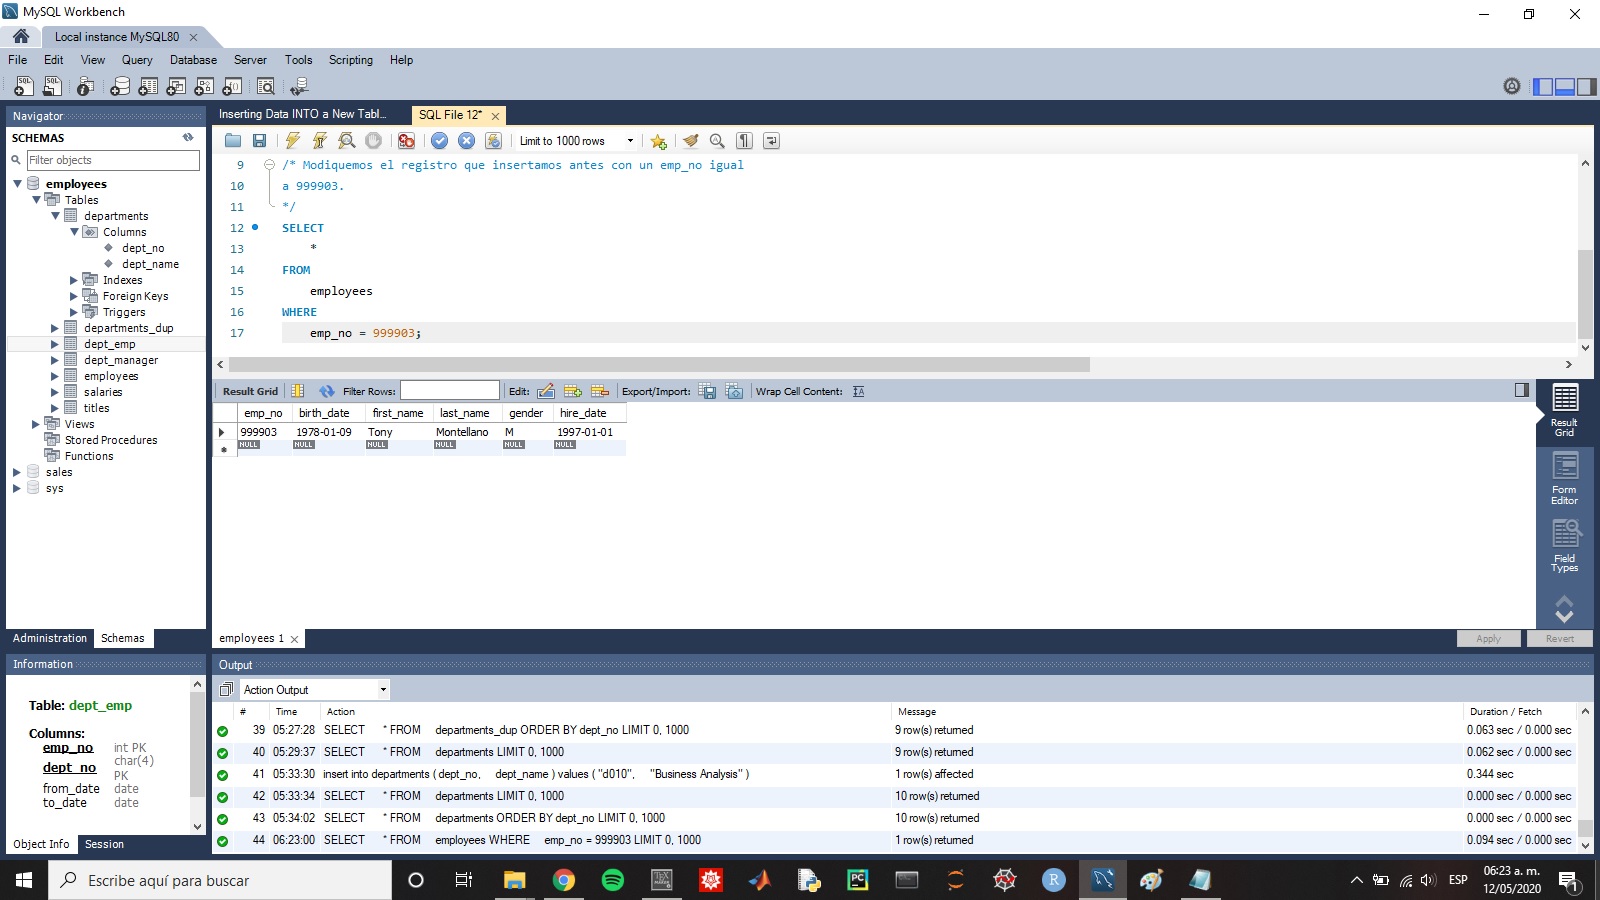 MySQL Workbench
Local instance MySQL80
File Edit View Query Database Server Tools Scripting Help
Navigator
SCHEMAS
Filter objects
employees
Tables
departments
Columns
dept_no
dept_name
Indexes
Foreign Keys
Triggers
departments_dup
dept_emp
dept_manager
employees
salaries
titles
Views
Stored Procedures
Functions
sales
sys
Administration Schemas
Information
Table: dept_emp
Columns:
emp_no int PK
dept_no char(4) PK
from_date date
to_date date
Object Info Session
Inserting Data INTO a New Tabl... SQL File 12*
Limit to 1000 rows
9 /* Modiquemos el registro que insertamos antes con un emp_no igual
10 a 999903.
11 */
12 SELECT
13 *
14 FROM
15 employees
16 WHERE
17 emp_no = 999903;
Result Grid Filter Rows: Edit: Export/Import: Wrap Cell Content:
emp_no birth_date first_name last_name gender hire_date
999903 1978-01-09 Tony Montellano M 1997-01-01
NULL NULL NULL NULL NULL NULL
Result Grid
Form Editor
Field Types
employees 1
Apply Revert
Output
Action Output
# Time Action Message Duration / Fetch
39 05:27:28 SELECT * FROM departments_dup ORDER BY dept_no LIMIT 0, 1000 9 row(s) returned 0.063 sec / 0.000 sec
40 05:29:37 SELECT * FROM departments LIMIT 0, 1000 9 row(s) returned 0.062 sec / 0.000 sec
41 05:33:30 insert into departments ( dept_no, dept_name ) values ( "d010", "Business Analysis" ) 1 row(s) affected 0.344 sec
42 05:33:34 SELECT * FROM departments LIMIT 0, 1000 10 row(s) returned 0.000 sec / 0.000 sec
43 05:34:02 SELECT * FROM departments ORDER BY dept_no LIMIT 0, 1000 10 row(s) returned 0.000 sec / 0.000 sec
44 06:23:00 SELECT * FROM employees WHERE emp_no = 999903 LIMIT 0, 1000 1 row(s) returned 0.094 sec / 0.000 sec
Escribe aquí para buscar
ESP
06:23 a. m.
12/05/2020
1